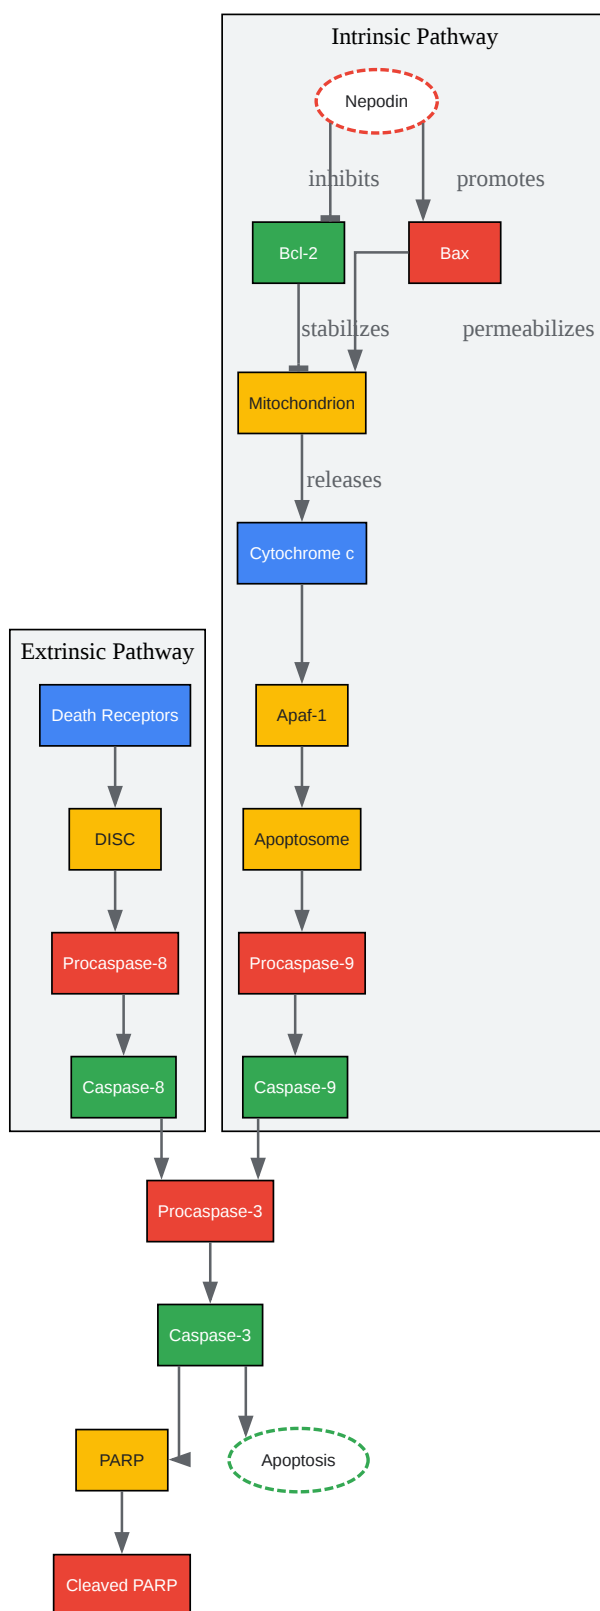 Intrinsic Pathway
Nepodin
inhibits
promotes
Bcl-2
Bax
stabilizes
permeabilizes
Mitochondrion
releases
Cytochrome c
Extrinsic Pathway
Death Receptors
Apaf-1
DISC
Apoptosome
Procaspase-8
Procaspase-9
Caspase-8
Caspase-9
Procaspase-3
Caspase-3
PARP
Apoptosis
Cleaved PARP